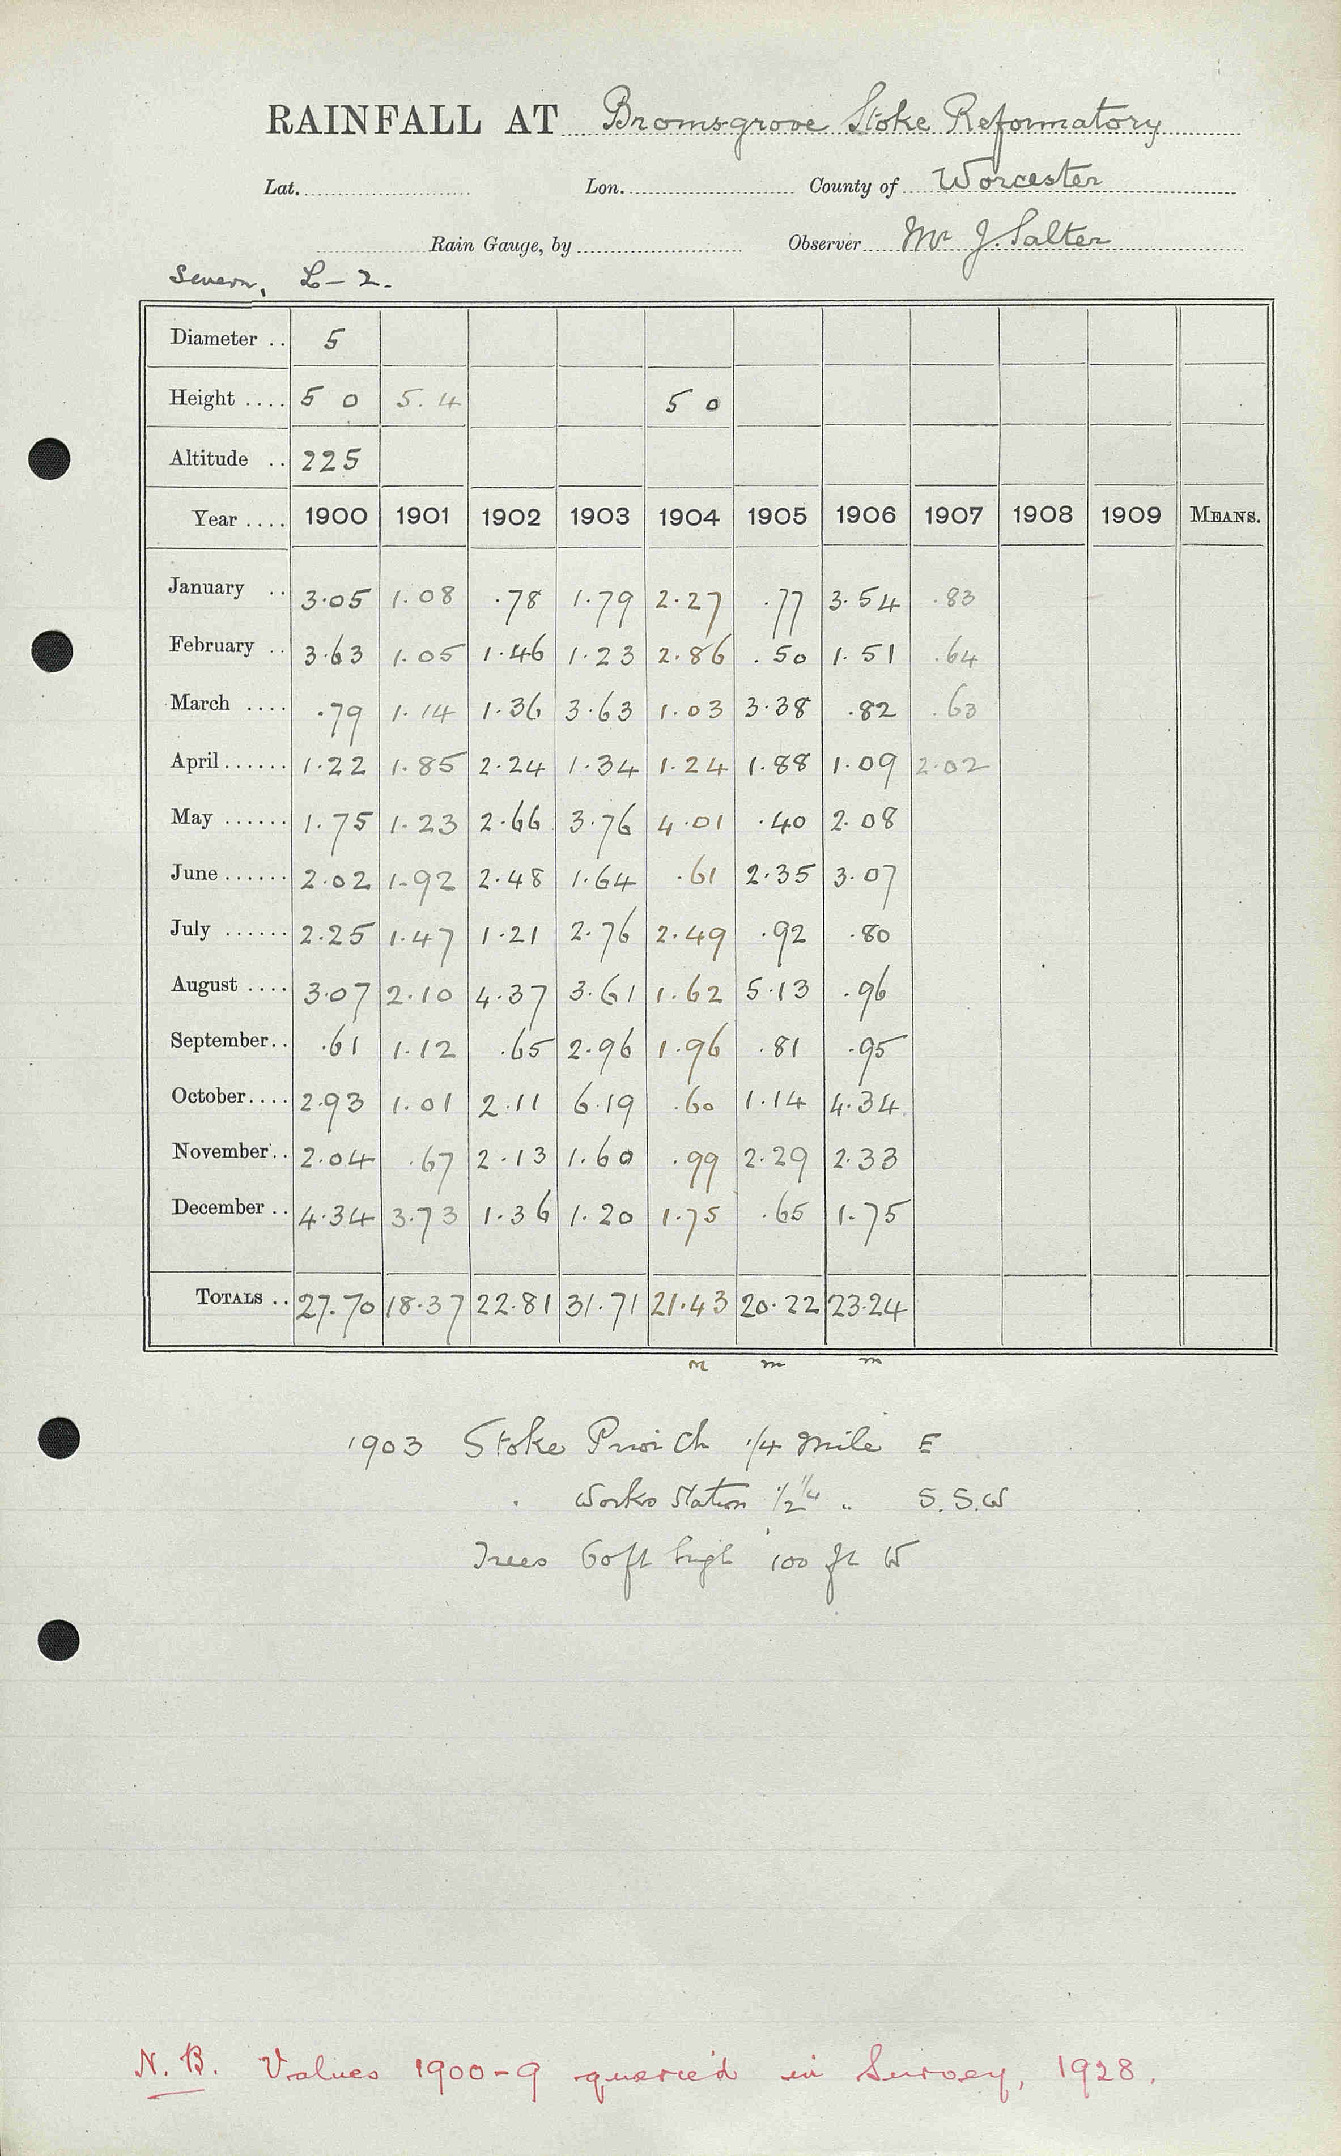 RAINFALL AT Bromsgrove Stoke Reformatory
Lat. Lon. County of Worcester
Rain Gauge, by Observer Mr J. Salter
Severn, L-2.
Diameter .. 5
Height .... 5 0 5. 4 5 0
Altitude .. 225
Year .... 1900 1901 1902 1903 1904 1905 1906 1907 1908 1909 MEANS.
January .. 3.05 1.08 .78 1.79 2.27 .77 3.54 .83
February .. 3.63 1.05 1.46 1.23 2.86 .50 1.51 .64
March .... .79 1.14 1.36 3.63 1.03 3.38 .82 .63
April ...... 1.22 1.85 2.24 1.34 1.24 1.88 1.09 2.02
May ...... 1.75 1.23 2.66 3.76 4.01 .40 2.08
June ...... 2.02 1.92 2.48 1.64 .61 2.35 3.07
July ...... 2.25 1.47 1.21 2.76 2.49 .92 .80
August .... 3.07 2.10 4.37 3.61 1.62 5.13 .96
September .. .61 1.12 .65 2.96 1.96 .81 .95
October .... 2.93 1.01 2.11 6.19 .60 1.14 4.34
November .. 2.04 .67 2.13 1.60 .99 2.29 2.33
December .. 4.34 3.73 1.36 1.20 1.75 .65 1.75
TOTALS .. 27.70 18.37 22.81 31.71 21.43 20.22 23.24
m m
1903 Stoke Prior Ch 1/4 mile E
Works Station 1/2 " S.S.W
Trees 60ft high 100 ft W
N.B. Values 1900-9 queried in Survey, 1928.